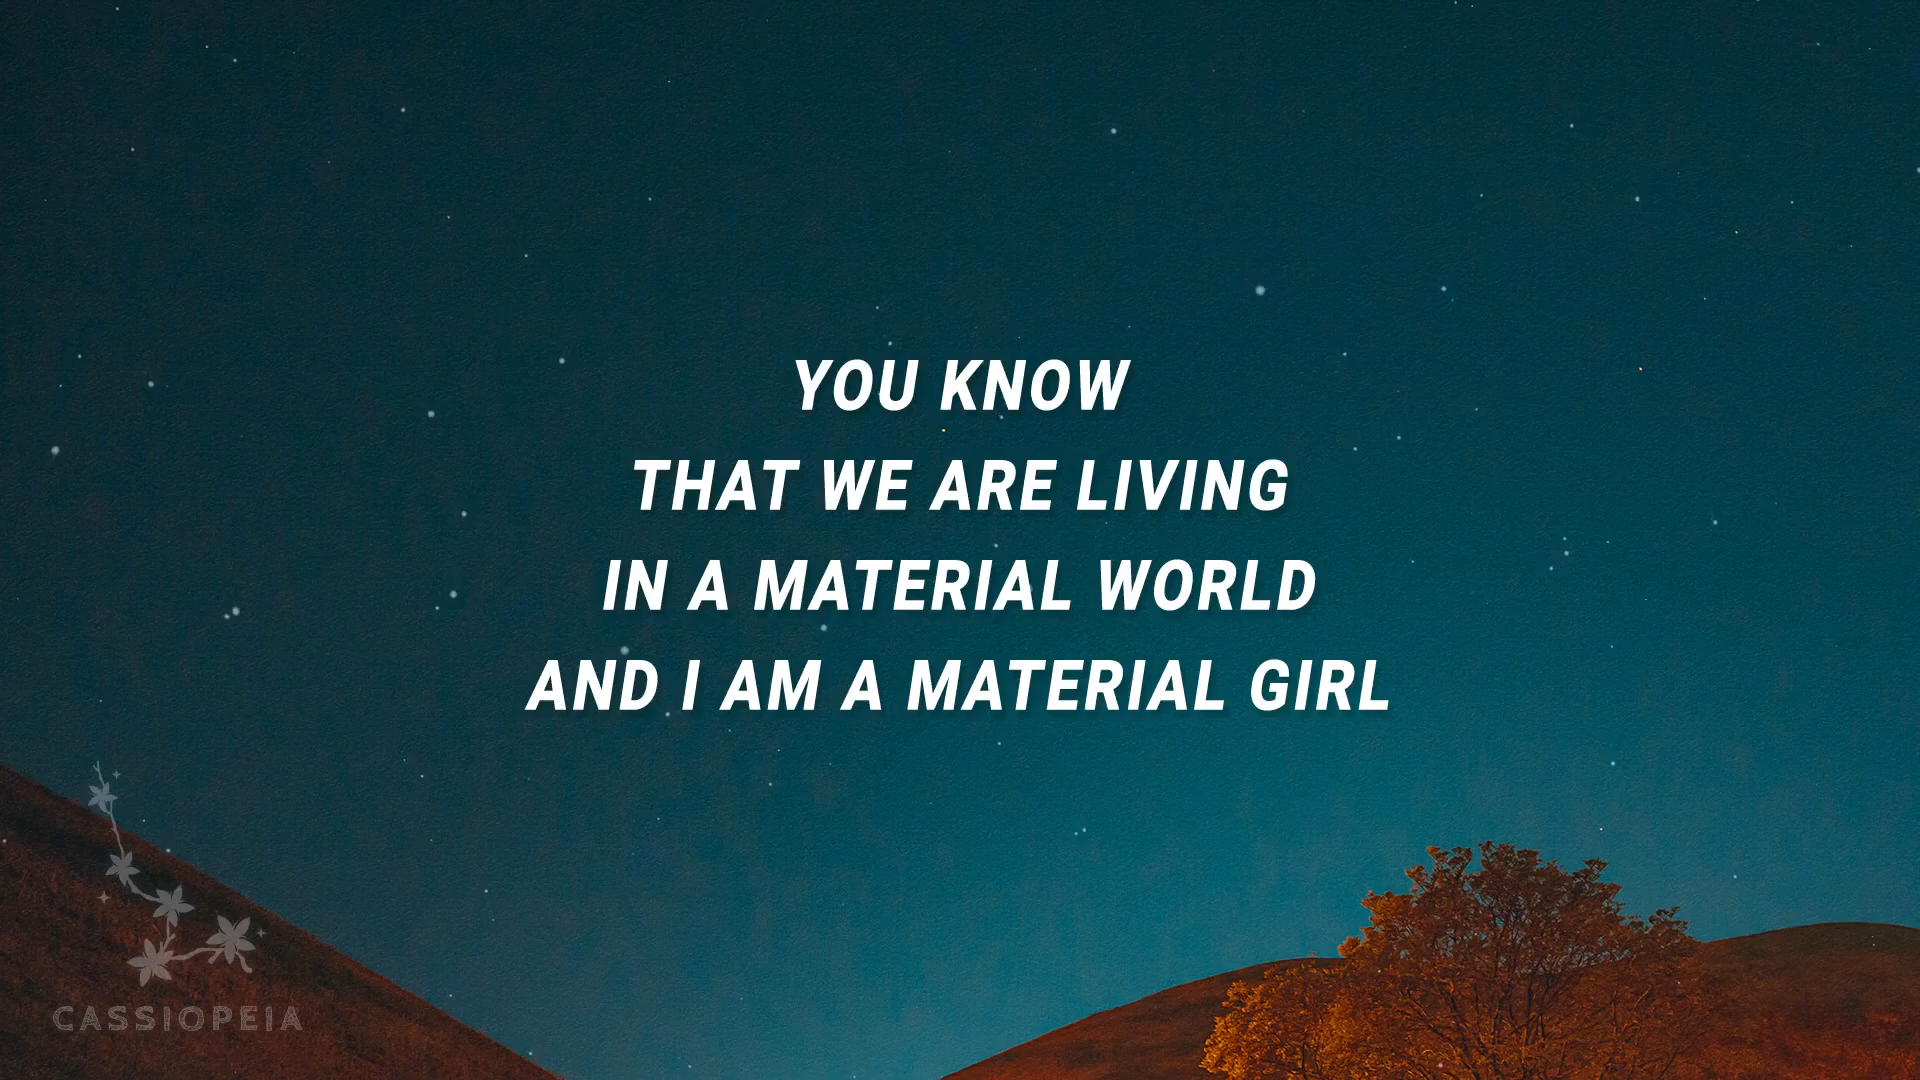 YOU KNOW
THAT WE ARE LIVING
IN A MATERIAL WORLD
AND I AM A MATERIAL GIRL
CASSIOPEIA